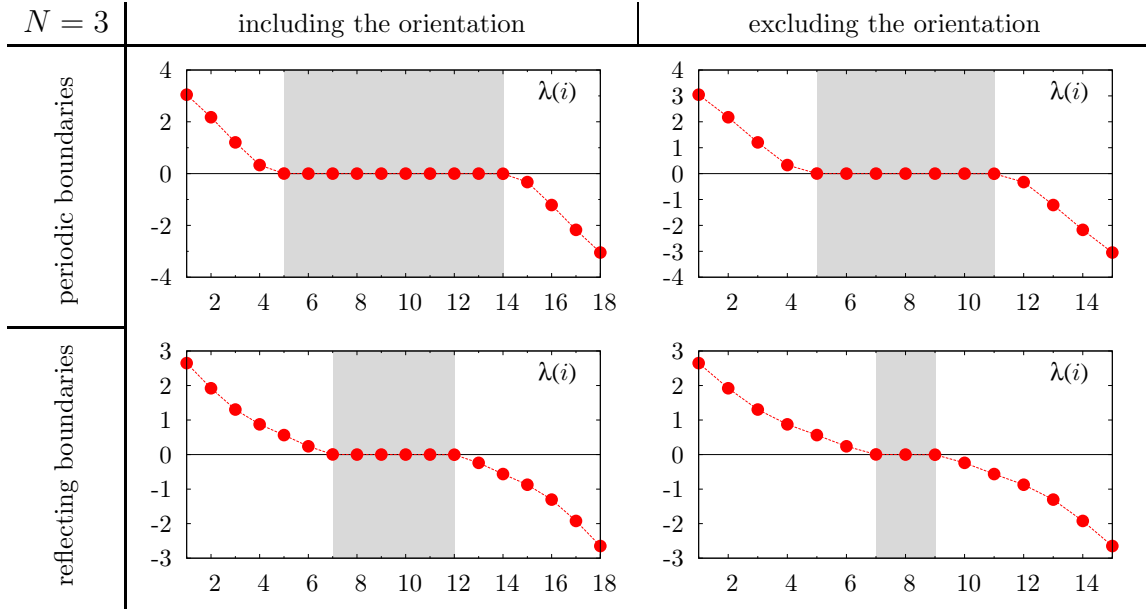 N = 3
including the orientation
excluding the orientation
periodic boundaries
4
2
0
-2
-4
λ(i)
2 4 6 8 10 12 14 16 18
4
3
2
1
0
-1
-2
-3
-4
λ(i)
2 4 6 8 10 12 14
reflecting boundaries
3
2
1
0
-1
-2
-3
λ(i)
2 4 6 8 10 12 14 16 18
3
2
1
0
-1
-2
-3
λ(i)
2 4 6 8 10 12 14